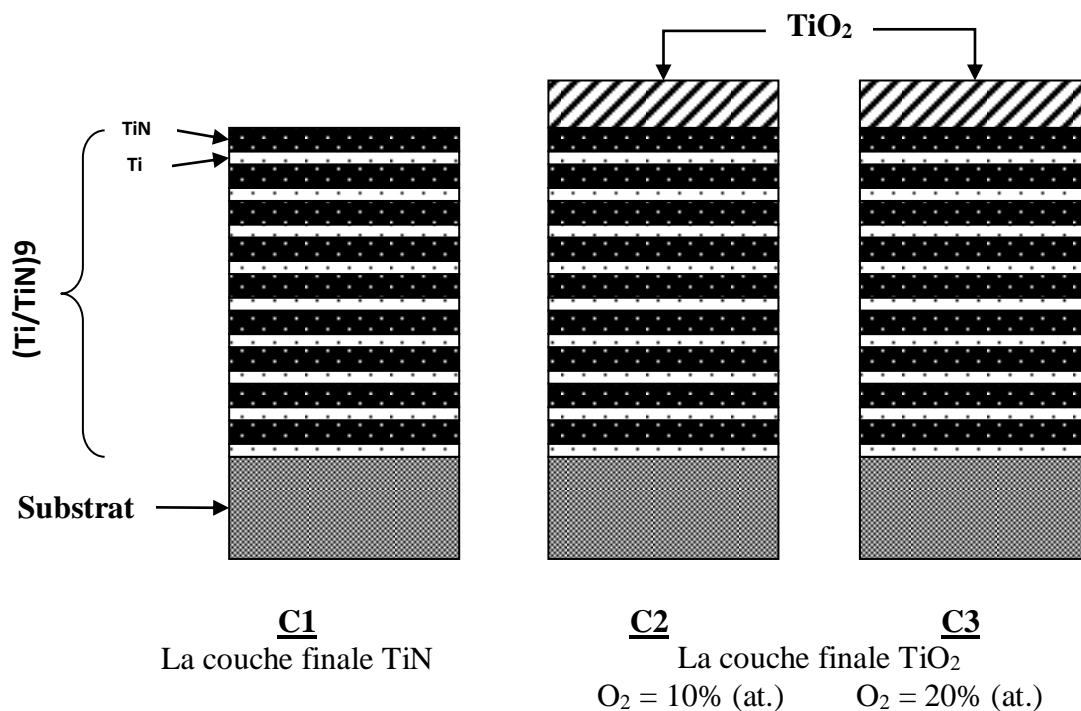 TiO₂
TiN
Ti
(Ti/TiN)9
Substrat
C1
C2
C3
La couche finale TiN
La couche finale TiO₂
O₂ = 10% (at.)
O₂ = 20% (at.)